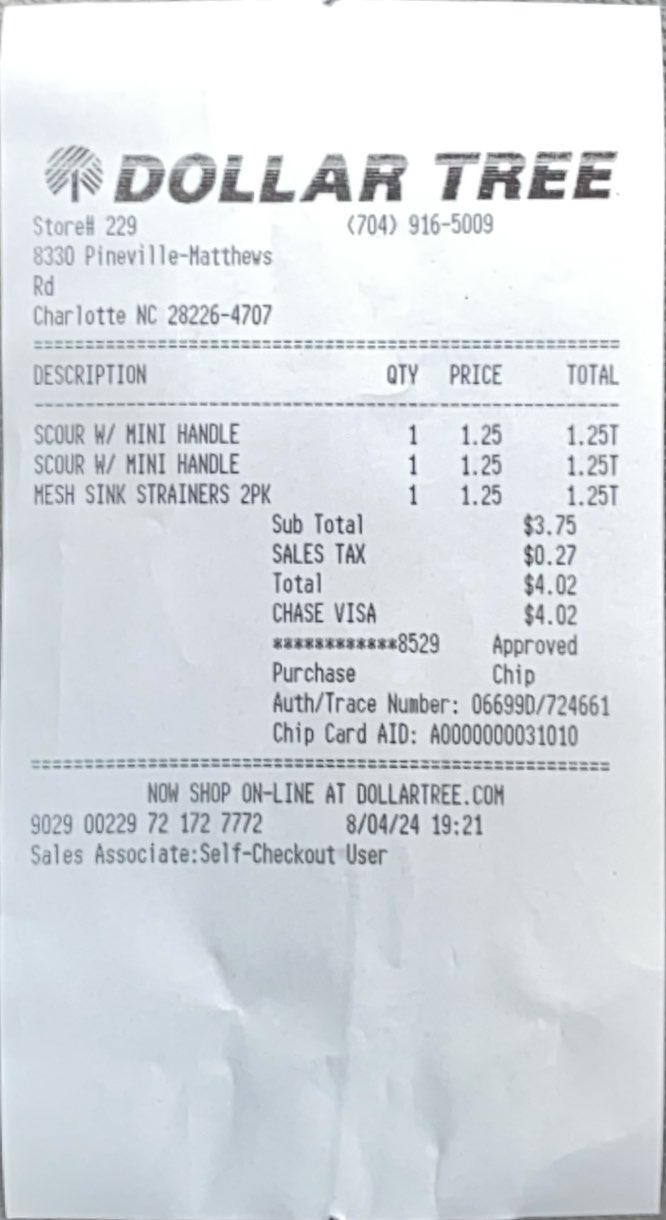 DOLLAR TREE
Store# 229 (704) 916-5009
8330 Pineville-Matthews
Rd
Charlotte NC 28226-4707
DESCRIPTION QTY PRICE TOTAL
SCOUR W/ MINI HANDLE 1 1.25 1.25T
SCOUR W/ MINI HANDLE 1 1.25 1.25T
MESH SINK STRAINERS 2PK 1 1.25 1.25T
Sub Total $3.75
SALES TAX $0.27
Total $4.02
CHASE VISA $4.02
************8529 Approved
Purchase Chip
Auth/Trace Number: 06699D/724661
Chip Card AID: A0000000031010
NOW SHOP ON-LINE AT DOLLARTREE.COM
9029 00229 72 172 7772 8/04/24 19:21
Sales Associate:Self-Checkout User